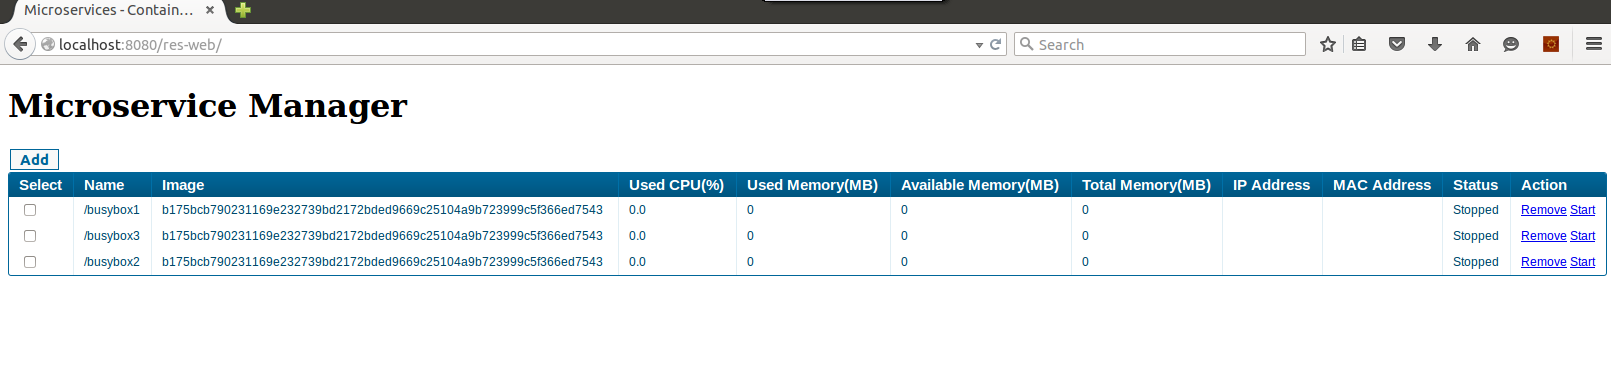 Microservices - Contain...
localhost:8080/res-web/ Search
Microservice Manager
Add
Select Name Image Used CPU(%) Used Memory(MB) Available Memory(MB) Total Memory(MB) IP Address MAC Address Status Action
/busybox1 b175bcb790231169e232739bd2172bded9669c25104a9b723999c5f366ed7543 0.0 0 0 0 Stopped Remove Start
/busybox3 b175bcb790231169e232739bd2172bded9669c25104a9b723999c5f366ed7543 0.0 0 0 0 Stopped Remove Start
/busybox2 b175bcb790231169e232739bd2172bded9669c25104a9b723999c5f366ed7543 0.0 0 0 0 Stopped Remove Start